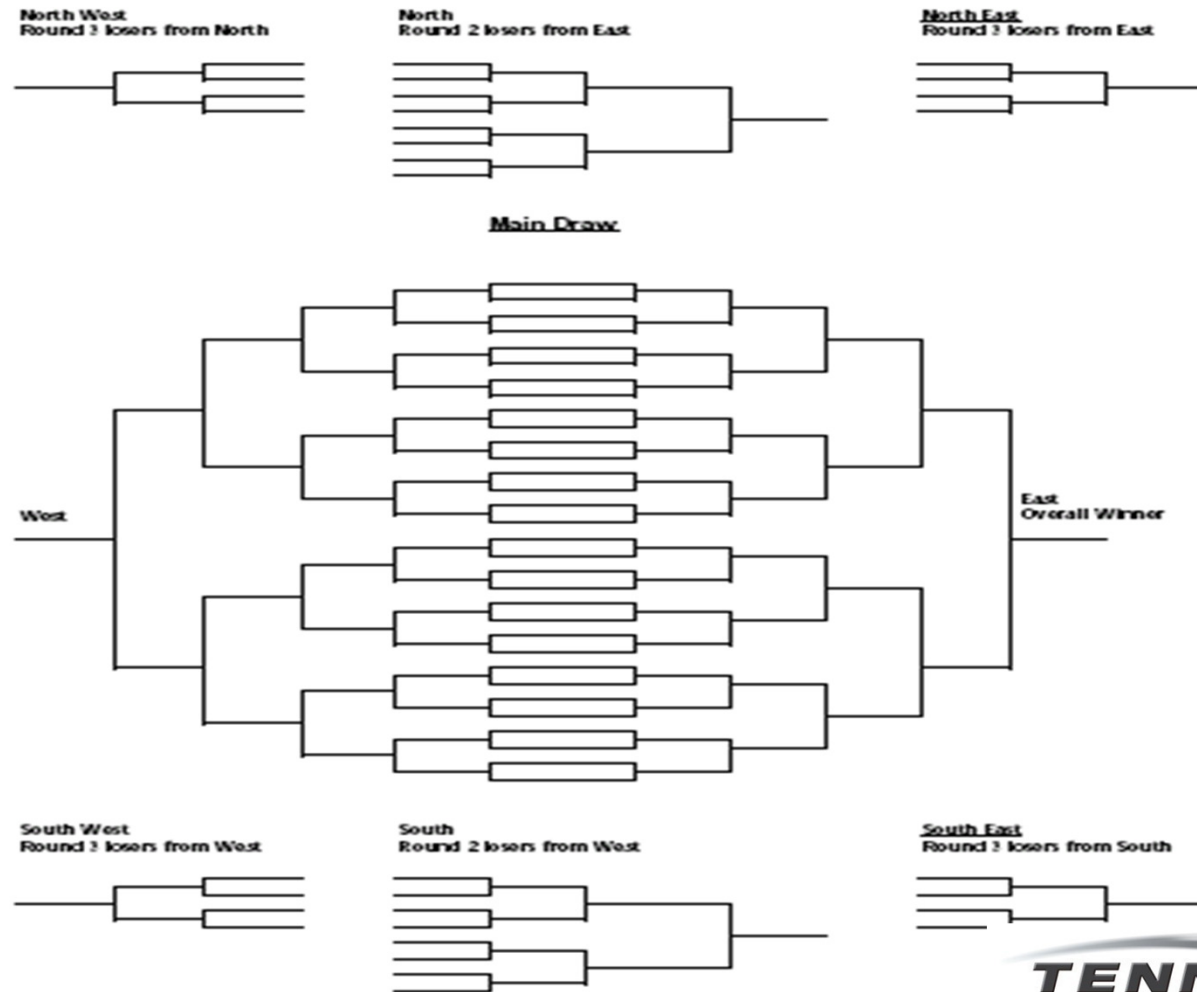 North West
Round 3 losers from North
North
Round 2 losers from East
North East
Round 3 losers from East
Main Draw
West
East
Overall Winner
South West
Round 3 losers from West
South
Round 2 losers from West
South East
Round 3 losers from South